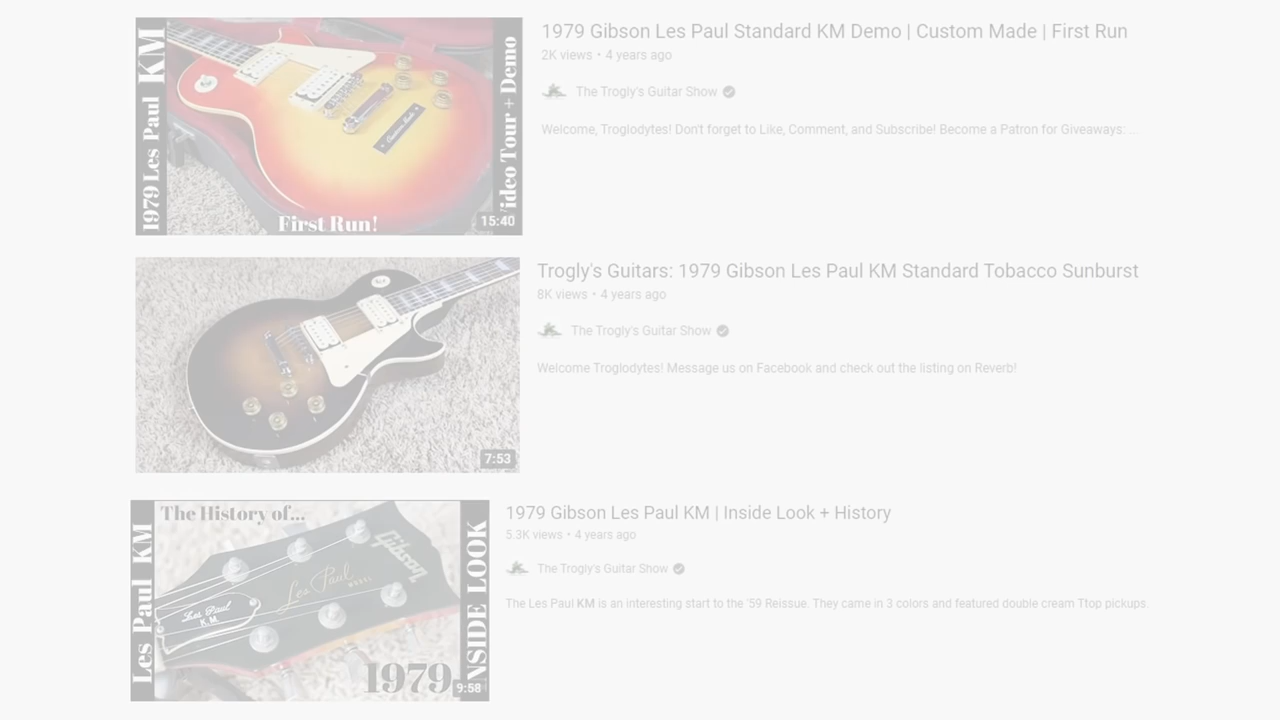 1979 Les Paul KM
Video Tour + Demo
Custom Made
First Run!
15:40
1979 Gibson Les Paul Standard KM Demo | Custom Made | First Run
2K views • 4 years ago
The Trogly's Guitar Show
Welcome, Troglodytes! Don't forget to Like, Comment, and Subscribe! Become a Patron for Giveaways: ...
7:53
Trogly's Guitars: 1979 Gibson Les Paul KM Standard Tobacco Sunburst
8K views • 4 years ago
The Trogly's Guitar Show
Welcome Troglodytes! Message us on Facebook and check out the listing on Reverb!
Les Paul KM
The History of...
Gibson
Les Paul
MODEL
Les Paul
K.M.
1979
INSIDE LOOK
9:58
1979 Gibson Les Paul KM | Inside Look + History
5.3K views • 4 years ago
The Trogly's Guitar Show
The Les Paul KM is an interesting start to the '59 Reissue. They came in 3 colors and featured double cream Ttop pickups.